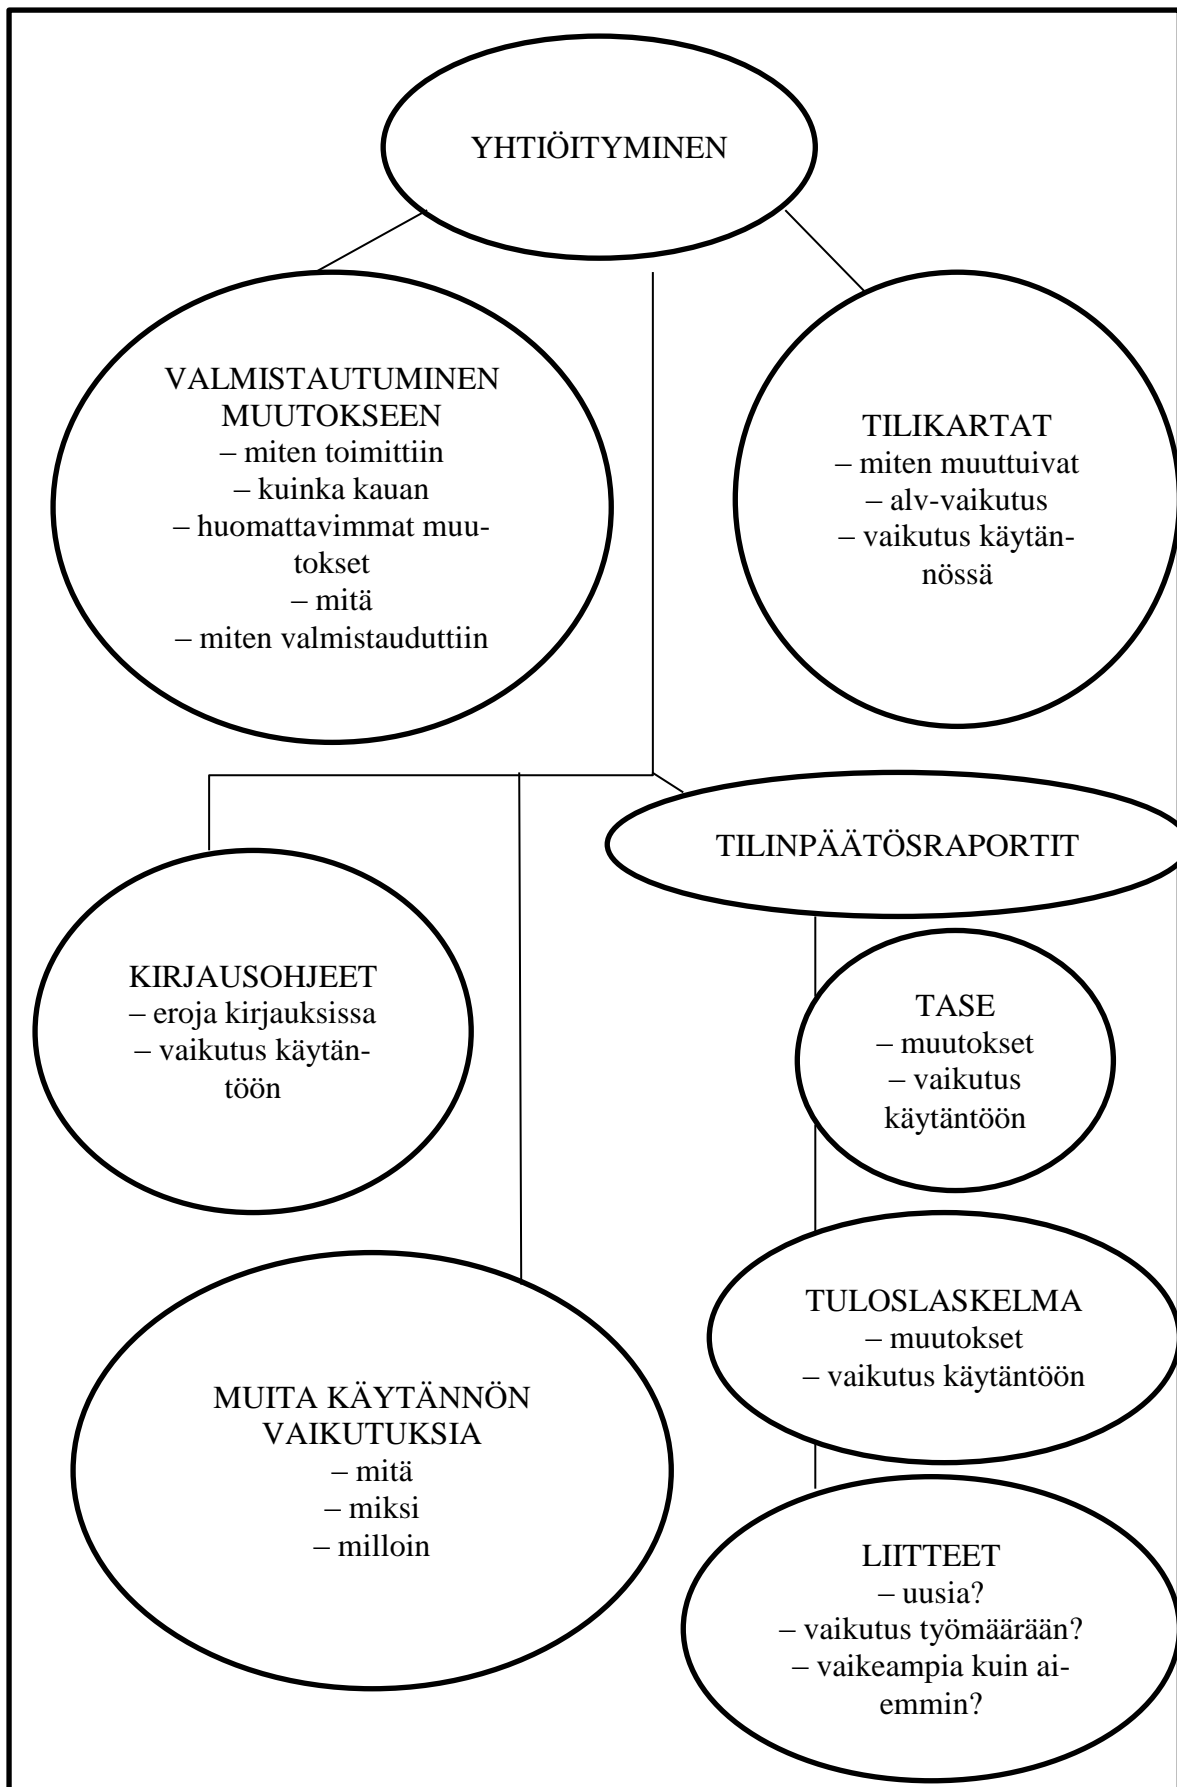 YHTIÖITYMINEN
VALMISTAUTUMINEN
MUUTOKSEEN
– miten toimittiin
– kuinka kauan
– huomattavimmat muu-
tokset
– mitä
– miten valmistauduttiin
TILIKARTAT
– miten muuttuivat
– alv-vaikutus
– vaikutus käytän-
nössä
TILINPÄÄTÖSRAPORTIT
KIRJAUSOHJEET
– eroja kirjauksissa
– vaikutus käytän-
töön
TASE
– muutokset
– vaikutus
käytäntöön
TULOSLASKELMA
– muutokset
– vaikutus käytäntöön
MUITA KÄYTÄNNÖN
VAIKUTUKSIA
– mitä
– miksi
– milloin
LIITTEET
– uusia?
– vaikutus työmäärään?
– vaikeampia kuin ai-
emmin?